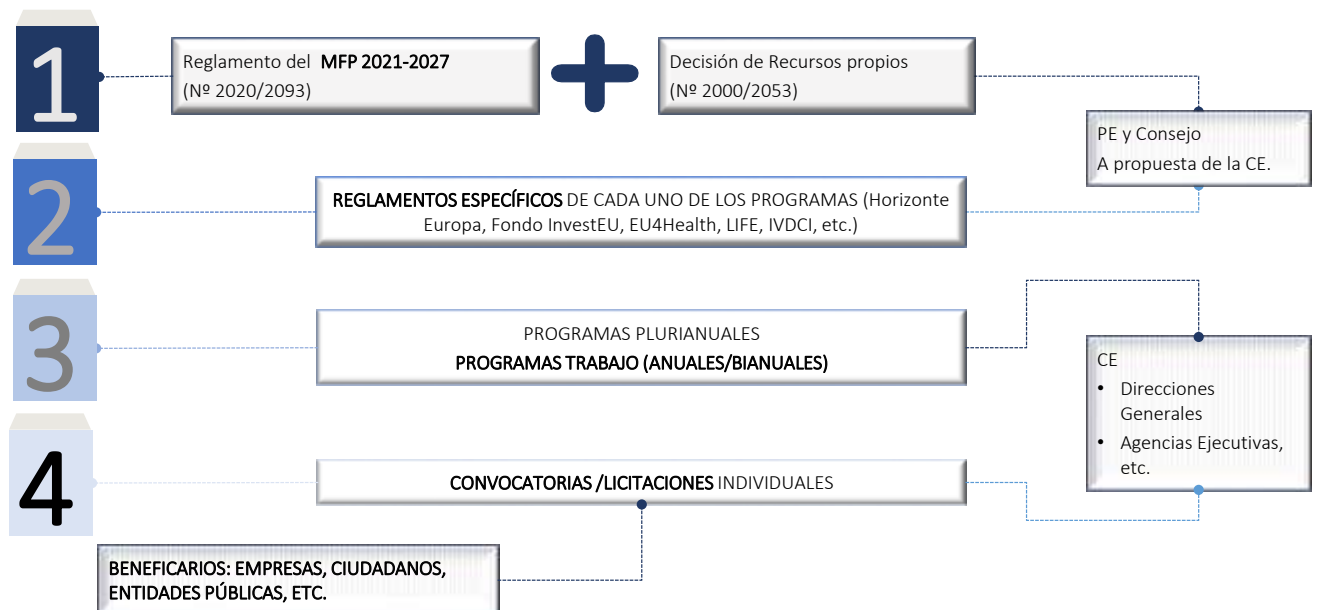 1
Reglamento del MFP 2021-2027
(Nº 2020/2093)
Decisión de Recursos propios
(Nº 2000/2053)
PE y Consejo
A propuesta de la CE.
2
REGLAMENTOS ESPECÍFICOS DE CADA UNO DE LOS PROGRAMAS (Horizonte
Europa, Fondo InvestEU, EU4Health, LIFE, IVDCI, etc.)
3
PROGRAMAS PLURIANUALES
PROGRAMAS TRABAJO (ANUALES/BIANUALES)
CE
• Direcciones
Generales
• Agencias Ejecutivas,
etc.
4
CONVOCATORIAS /LICITACIONES INDIVIDUALES
BENEFICARIOS: EMPRESAS, CIUDADANOS,
ENTIDADES PÚBLICAS, ETC.